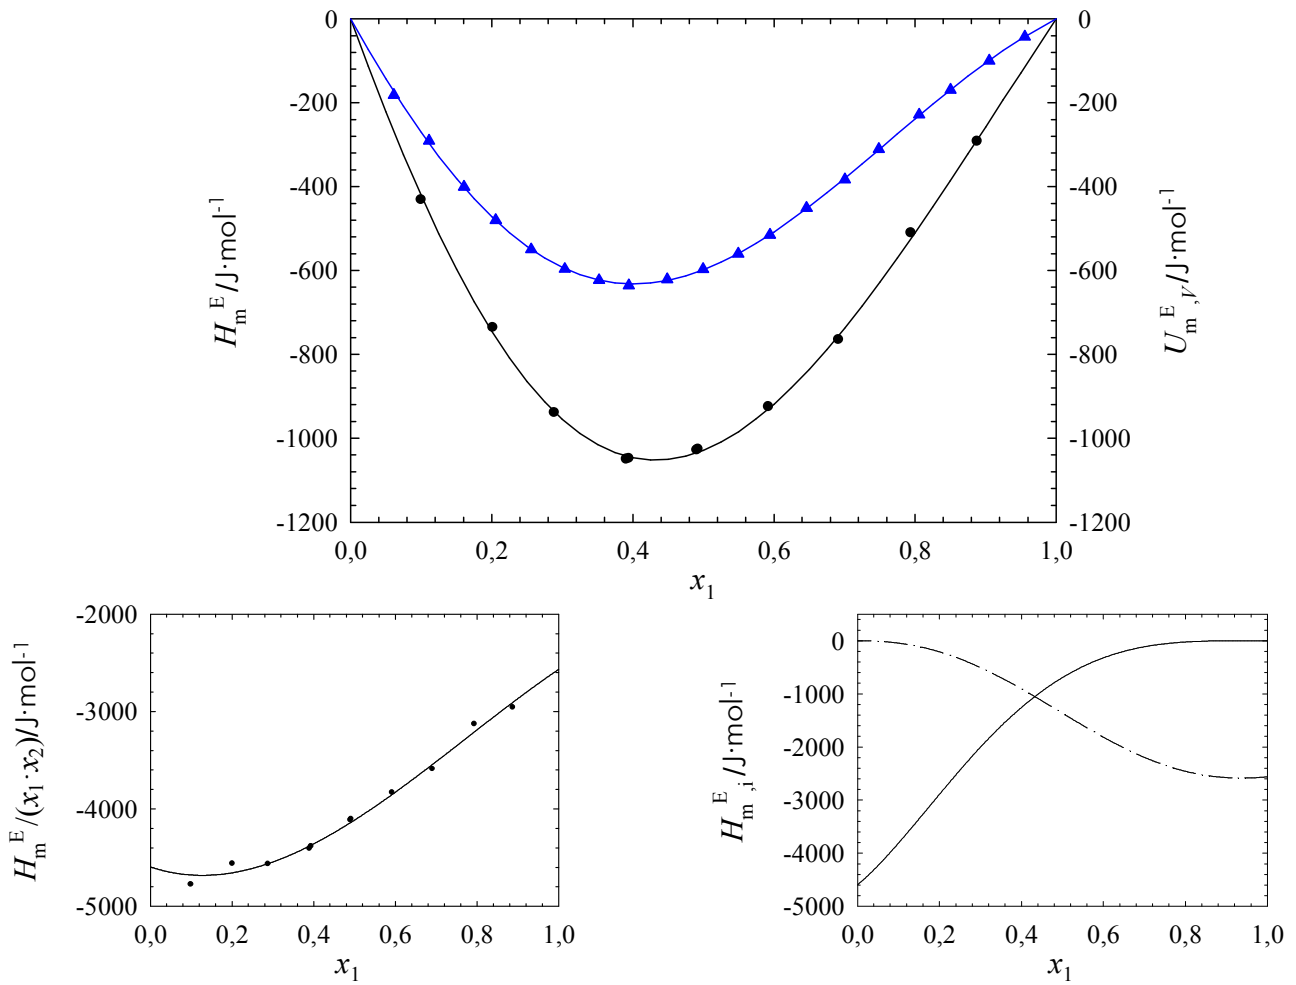 0
-200
-400
-600
-800
-1000
-1200
H_m^E/J·mol^-1
0
-200
-400
-600
-800
-1000
-1200
U_m^E,V/J·mol^-1
0,0 0,2 0,4 0,6 0,8 1,0
x_1
-2000
-3000
-4000
-5000
H_m^E/(x_1·x_2)/J·mol^-1
0,0 0,2 0,4 0,6 0,8 1,0
x_1
0
-1000
-2000
-3000
-4000
-5000
H_m^E,i/J·mol^-1
0,0 0,2 0,4 0,6 0,8 1,0
x_1